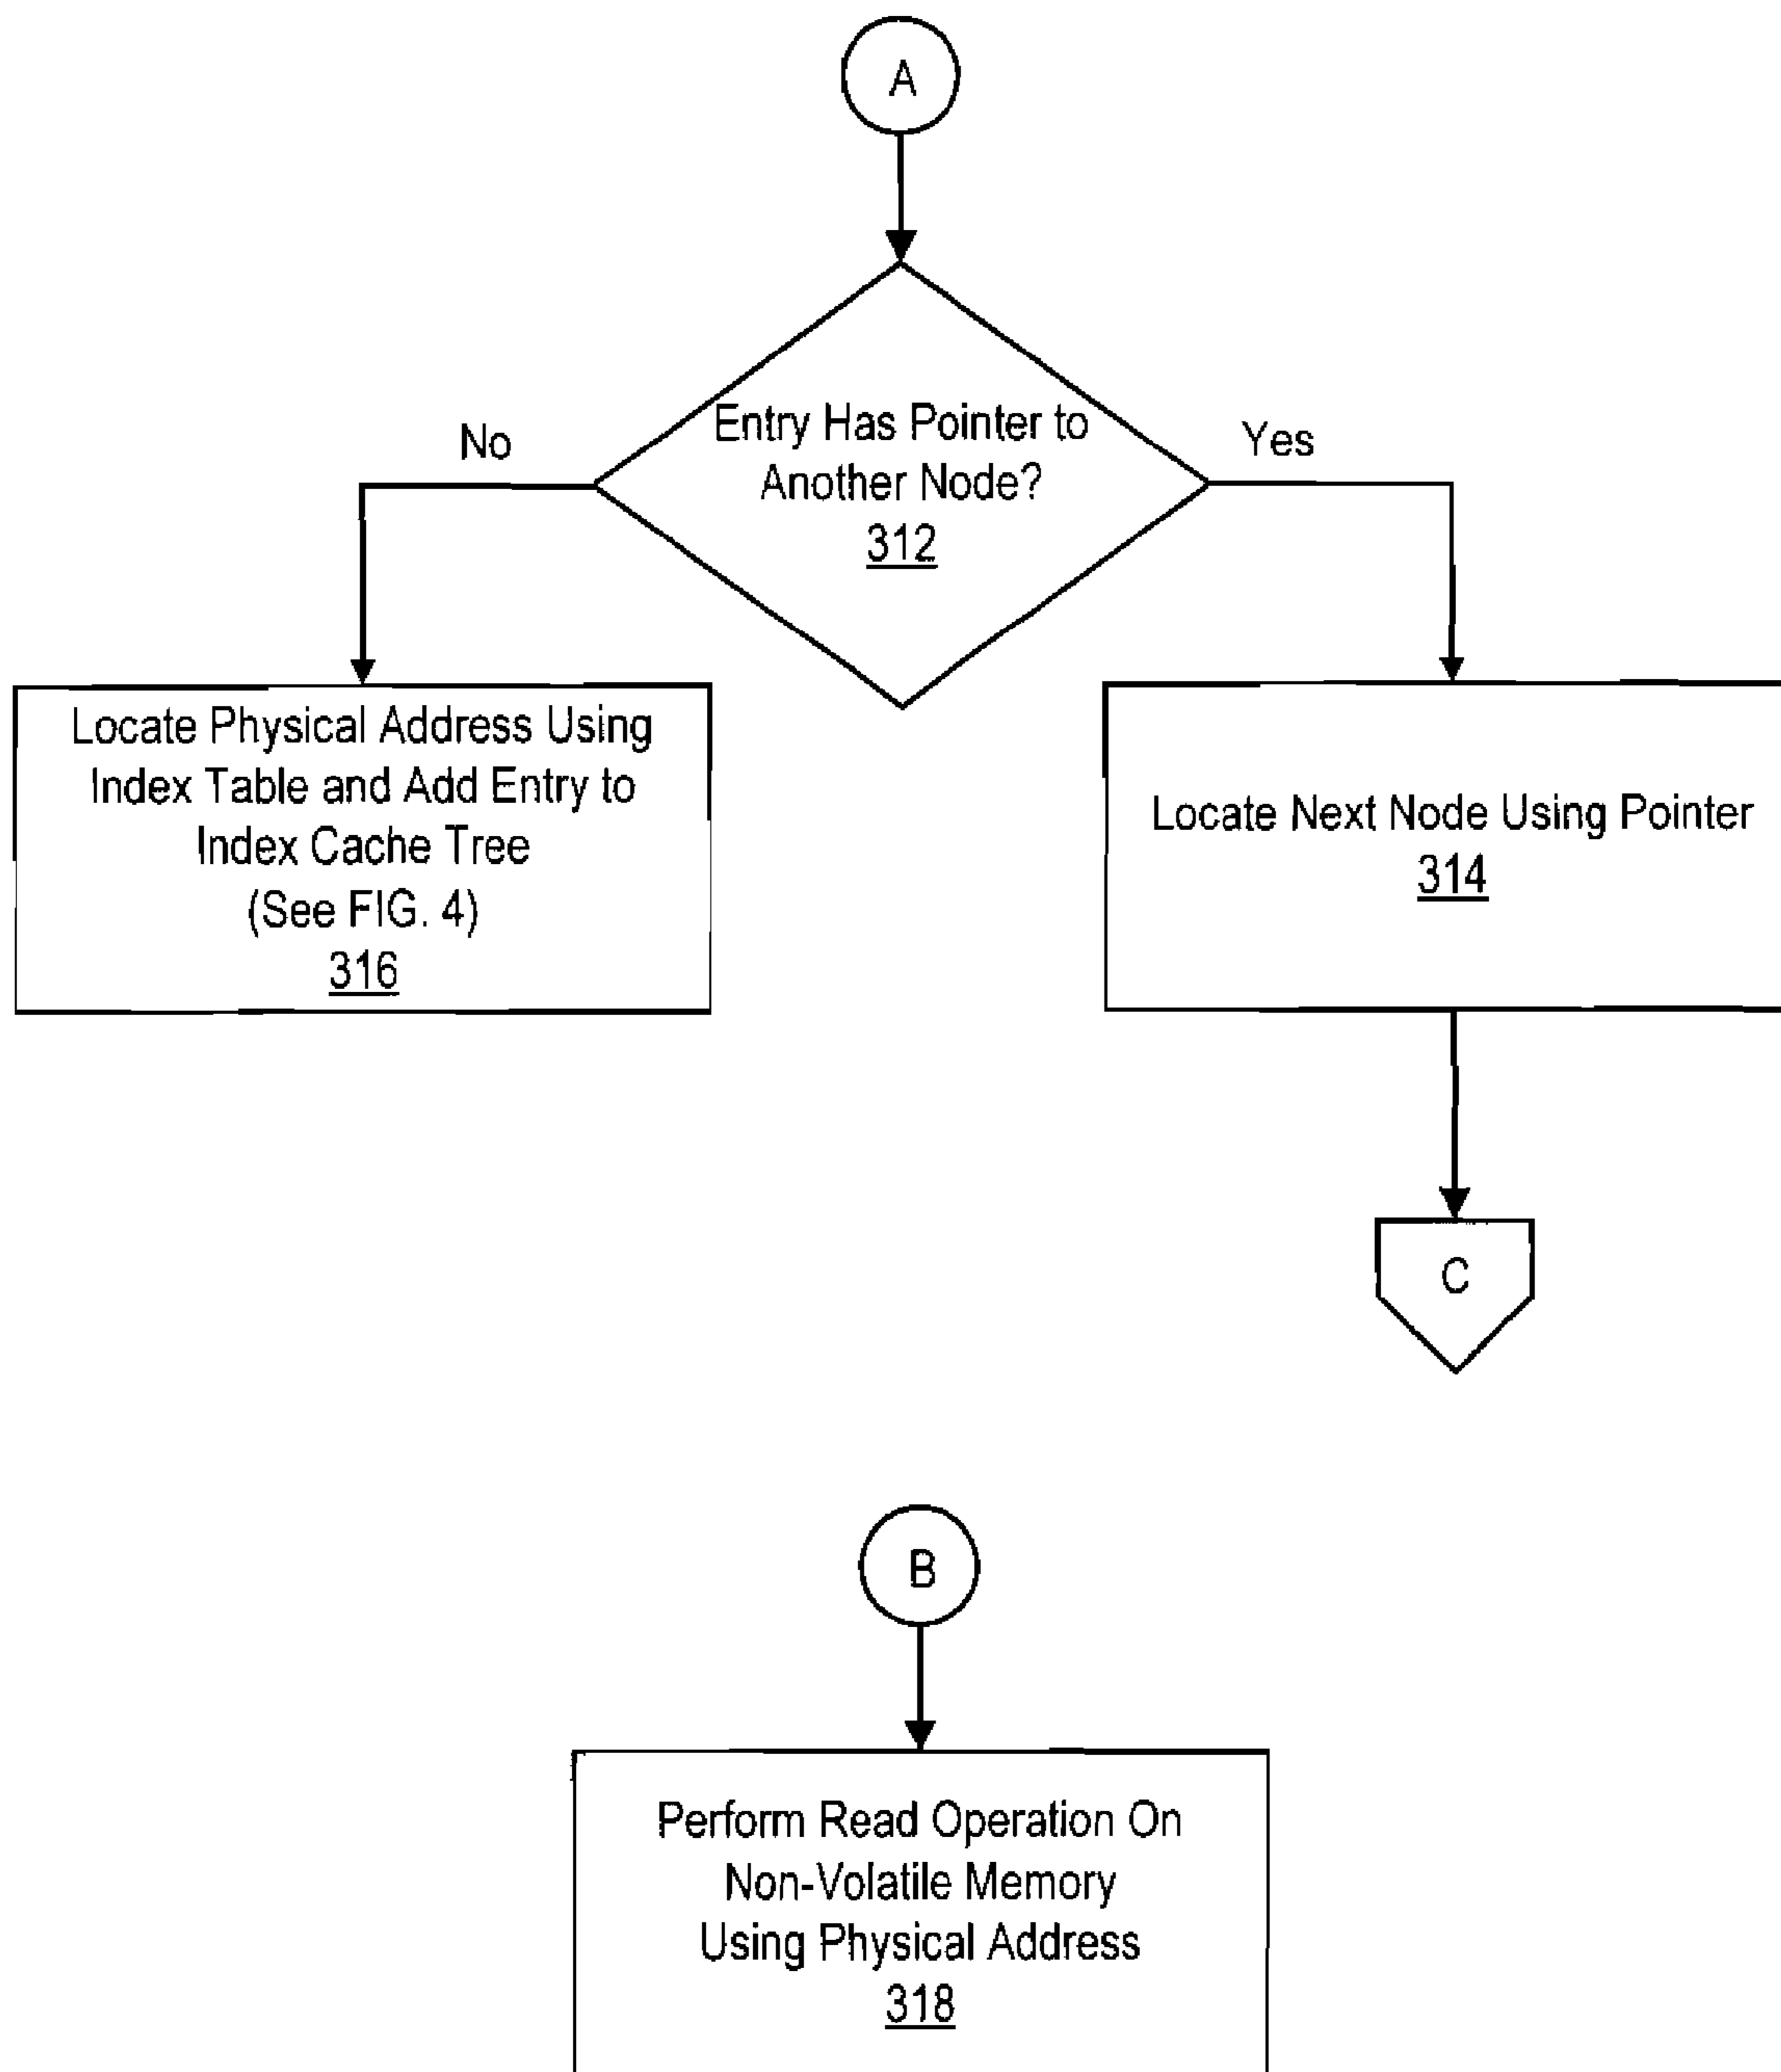 A
Entry Has Pointer to
Another Node?
312
No
Yes
Locate Physical Address Using
Index Table and Add Entry to
Index Cache Tree
(See FIG. 4)
316
Locate Next Node Using Pointer
314
C
B
Perform Read Operation On
Non-Volatile Memory
Using Physical Address
318